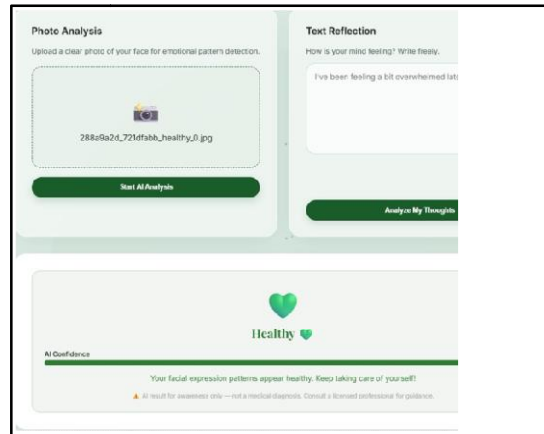 Photo Analysis
Upload a clear photo of your face for emotional pattern detection.
288a9a2d_721dfabb_healthy_0.jpg
Start AI Analysis
Text Reflection
How is your mind feeling? Write freely.
I've been feeling a bit overwhelmed
Analyze My Thoughts
Healthy
AI Confidence
Your facial expression patterns appear healthy. Keep taking care of yourself!
AI result for awareness only — not a medical diagnosis. Consult a licensed professional for guidance.